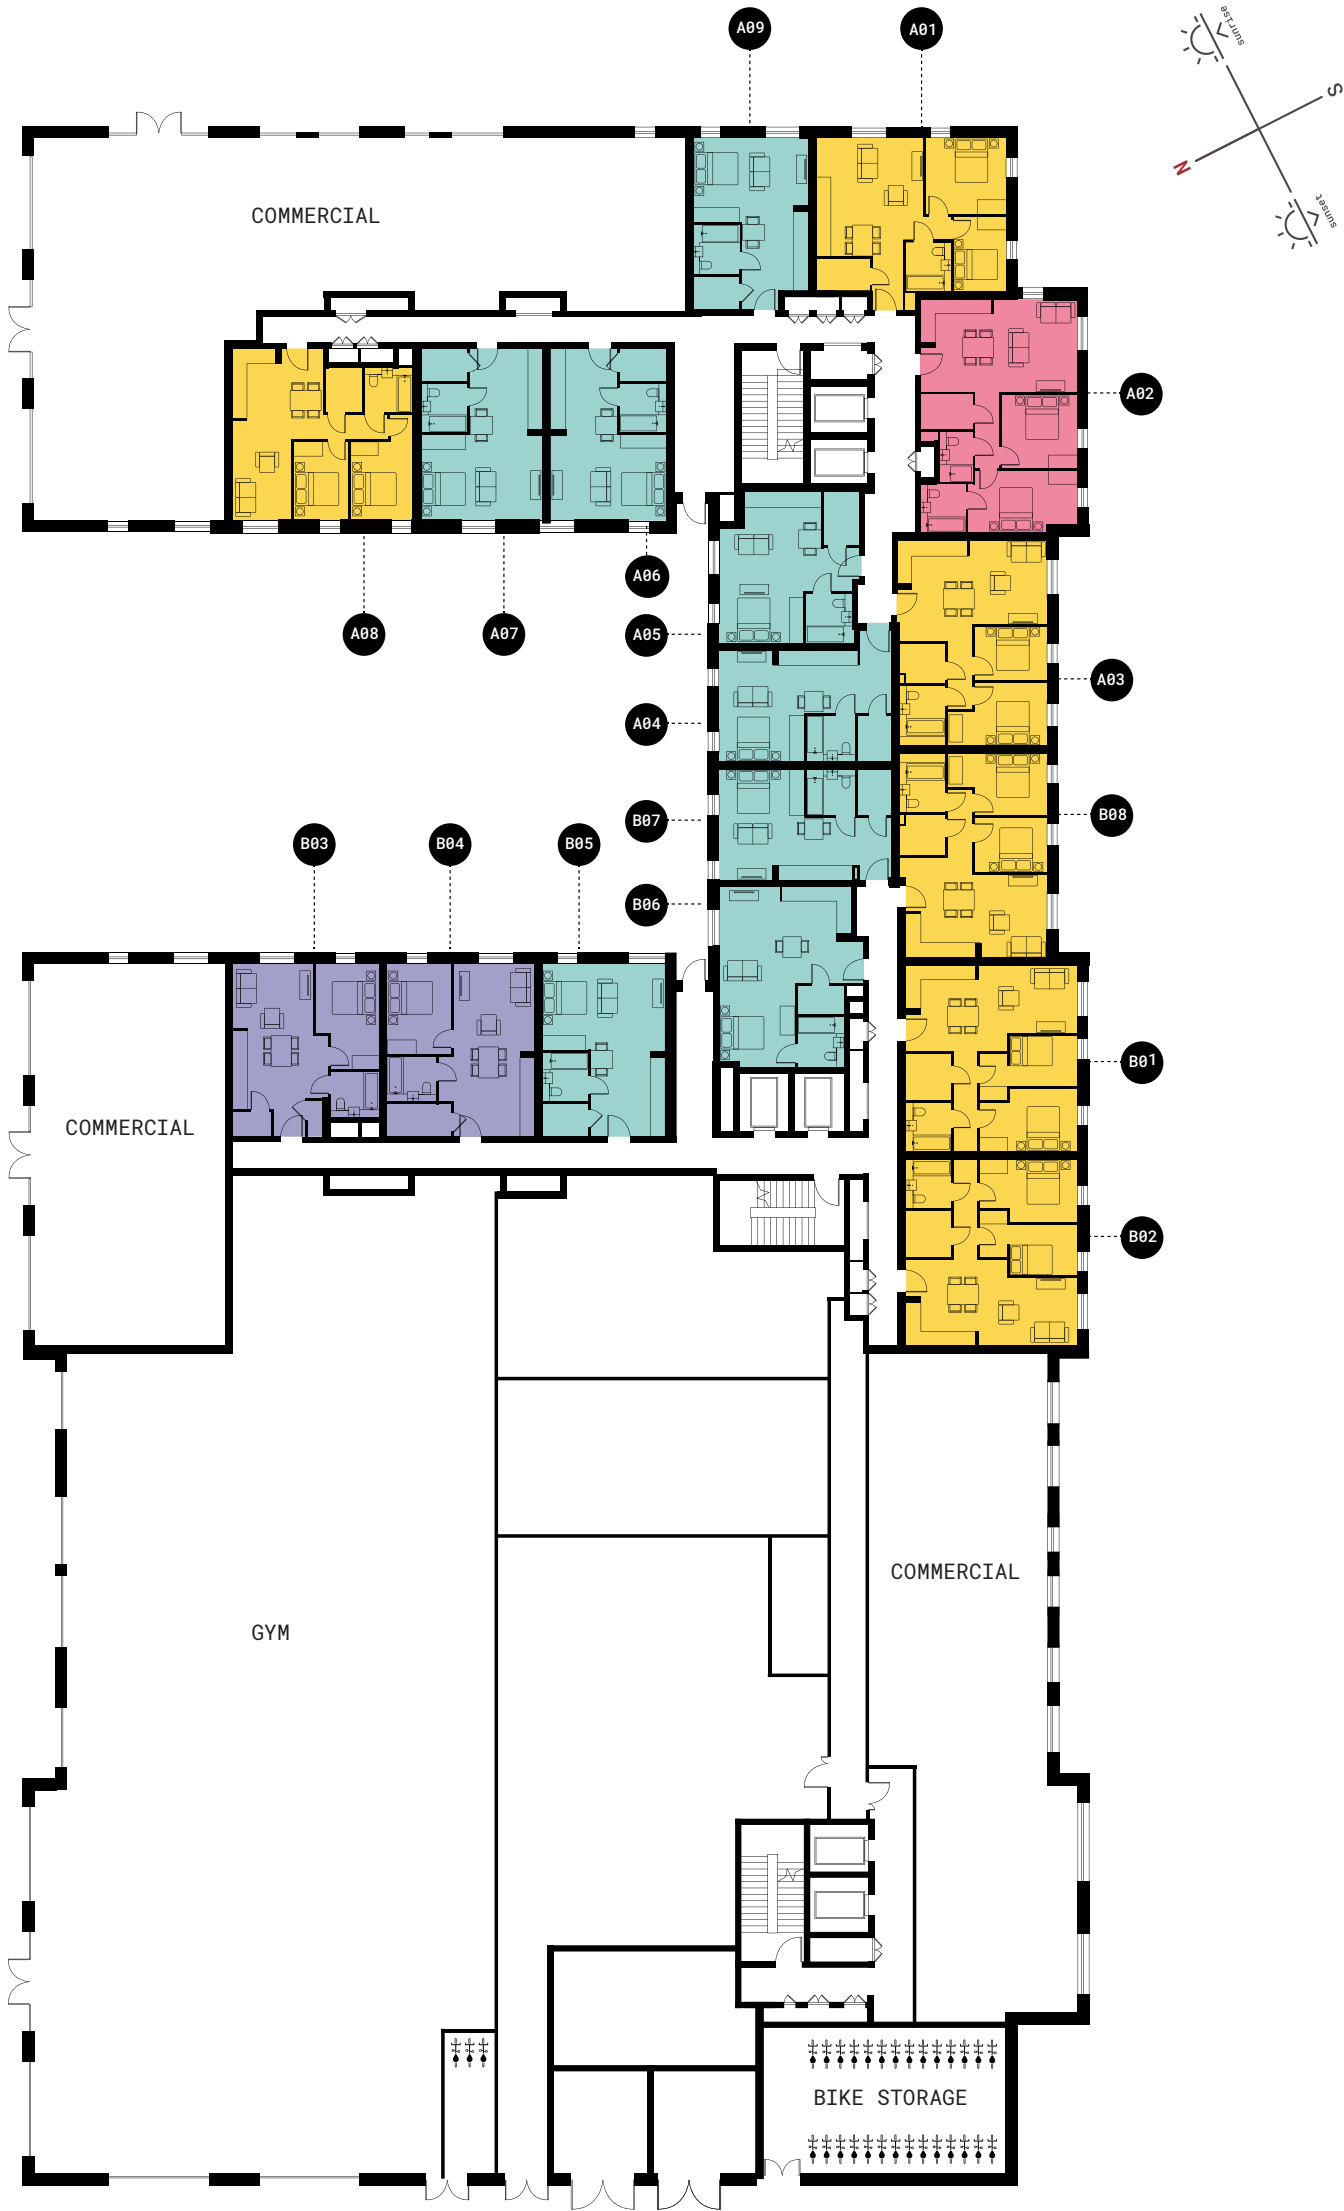 A09
A01
sunrise
S
N
sunset
COMMERCIAL
A02
A06
A08
A07
A05
A03
A04
B07
B08
B03
B04
B05
B06
B01
COMMERCIAL
B02
COMMERCIAL
GYM
BIKE STORAGE